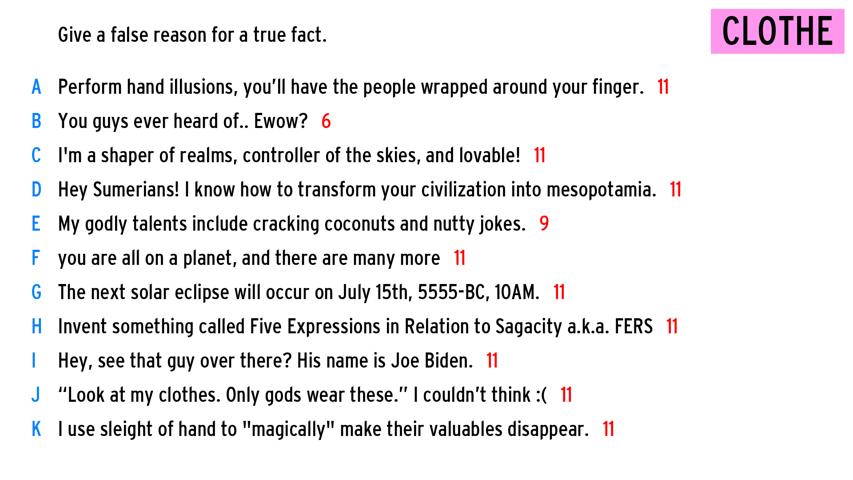 Give a false reason for a true fact.
CLOTHE
A Perform hand illusions, you'll have the people wrapped around your finger. 11
B You guys ever heard of.. Ewow? 6
C I'm a shaper of realms, controller of the skies, and lovable! 11
D Hey Sumerians! I know how to transform your civilization into mesopotamia. 11
E My godly talents include cracking coconuts and nutty jokes. 9
F you are all on a planet, and there are many more 11
G The next solar eclipse will occur on July 15th, 5555-BC, 10AM. 11
H Invent something called Five Expressions in Relation to Sagacity a.k.a. FERS 11
I Hey, see that guy over there? His name is Joe Biden. 11
J “Look at my clothes. Only gods wear these.” I couldn't think :( 11
K I use sleight of hand to "magically" make their valuables disappear. 11